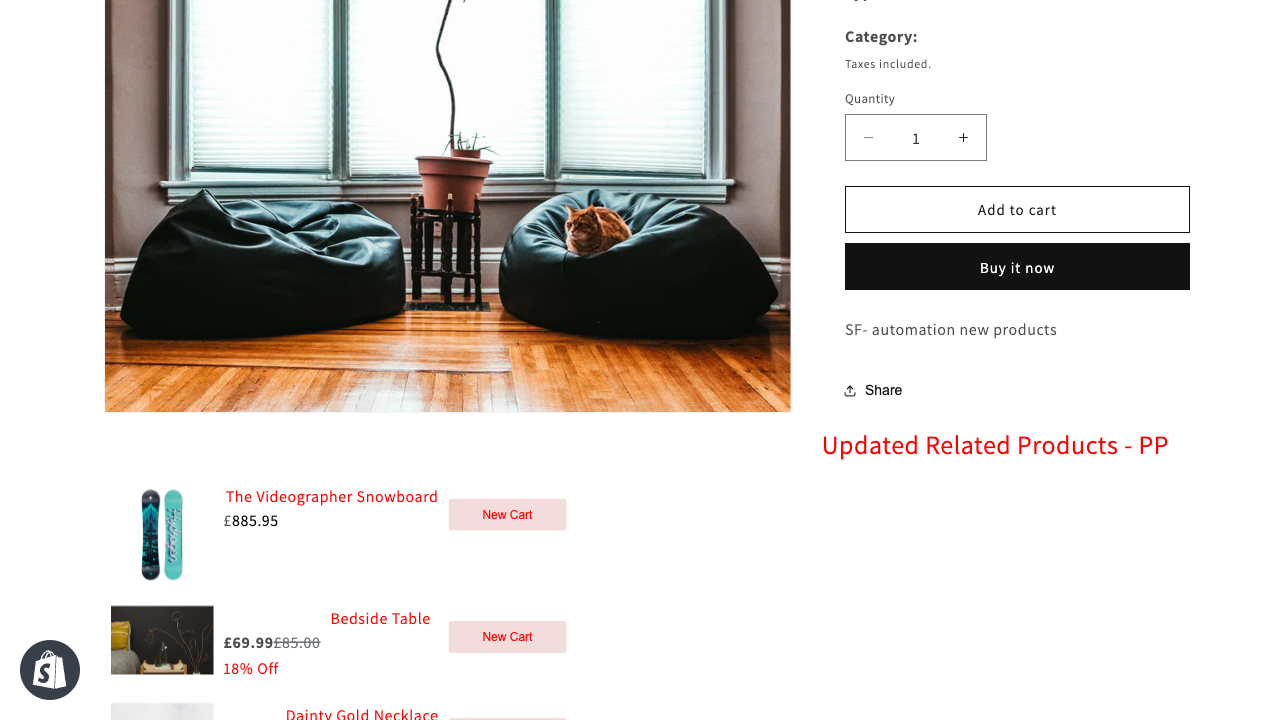 Category:
Taxes included.
Quantity
1
Add to cart
Buy it now
SF- automation new products
Share
Updated Related Products - PP
The Videographer Snowboard
£885.95
New Cart
Bedside Table
£69.99£85.00
18% Off
New Cart
Dainty Gold Necklace